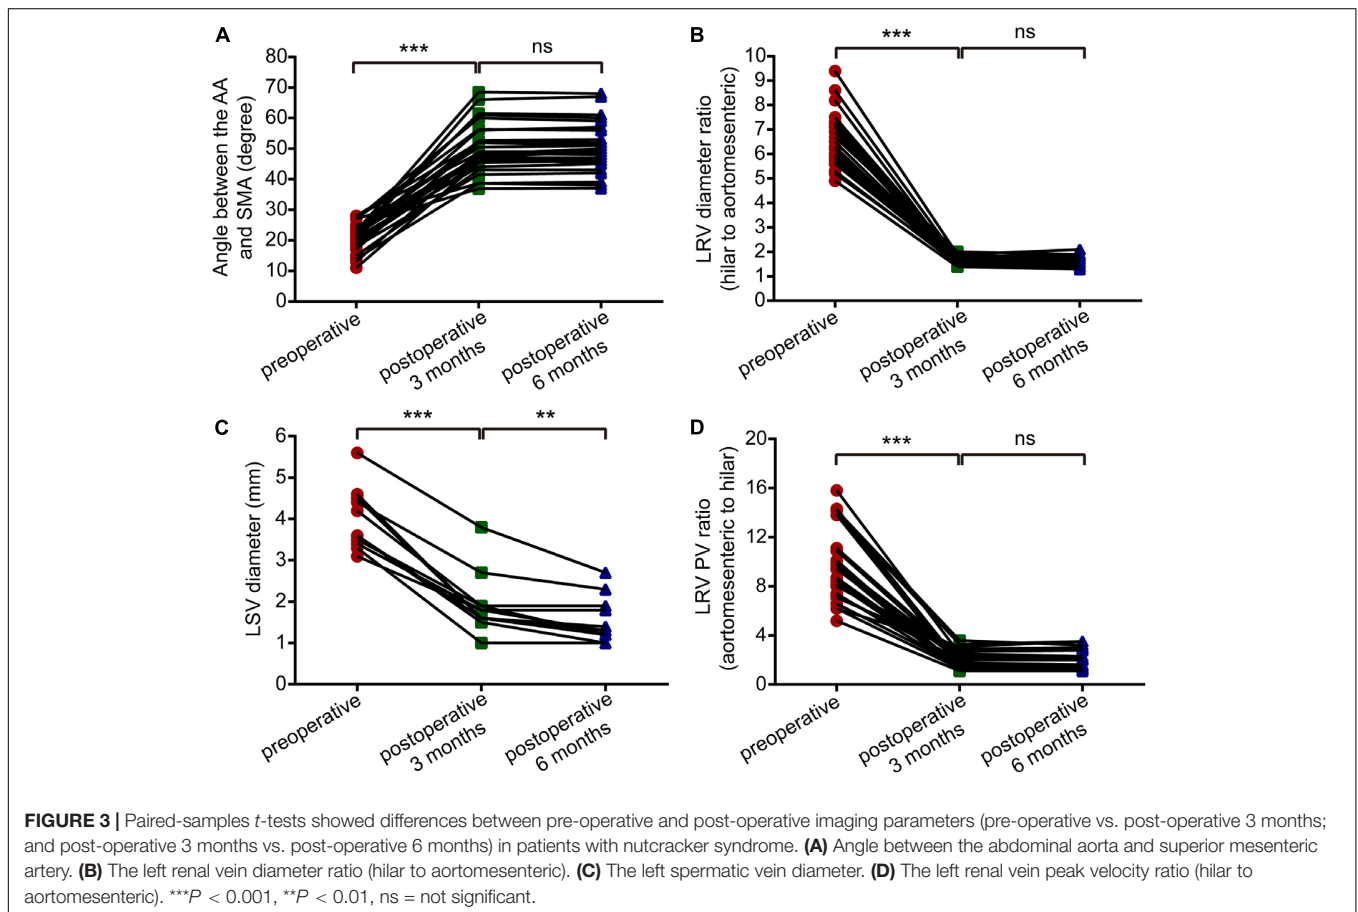 A
Angle between the AA
and SMA (degree)
80
70
60
50
40
30
20
10
0
***
ns
preoperative
postoperative
3 months
postoperative
6 months
B
LRV diameter ratio
(hilar to aortomesenteric)
10
9
8
7
6
5
4
3
2
1
0
***
ns
preoperative
postoperative
3 months
postoperative
6 months
C
LSV diameter (mm)
6
5
4
3
2
1
0
***
**
preoperative
postoperative
3 months
postoperative
6 months
D
LRV PV ratio
(aortomesenteric to hilar)
20
16
12
8
4
0
***
ns
preoperative
postoperative
3 months
postoperative
6 months
FIGURE 3 | Paired-samples t-tests showed differences between pre-operative and post-operative imaging parameters (pre-operative vs. post-operative 3 months;
and post-operative 3 months vs. post-operative 6 months) in patients with nutcracker syndrome. (A) Angle between the abdominal aorta and superior mesenteric
artery. (B) The left renal vein diameter ratio (hilar to aortomesenteric). (C) The left spermatic vein diameter. (D) The left renal vein peak velocity ratio (hilar to
aortomesenteric). ***P < 0.001, **P < 0.01, ns = not significant.